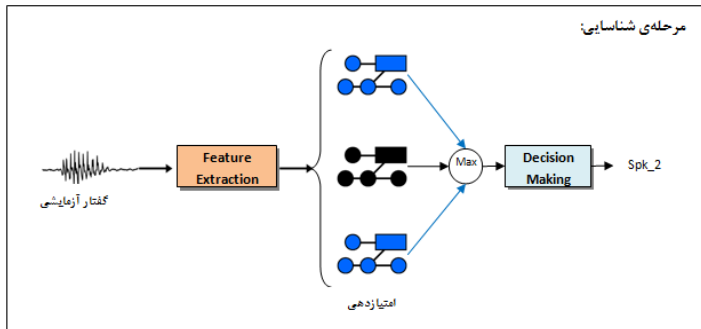 مرحله‌ی شناسایی:
گفتار آزمایشی
Feature
Extraction
امتیازدهی
Max
Decision
Making
Spk_2